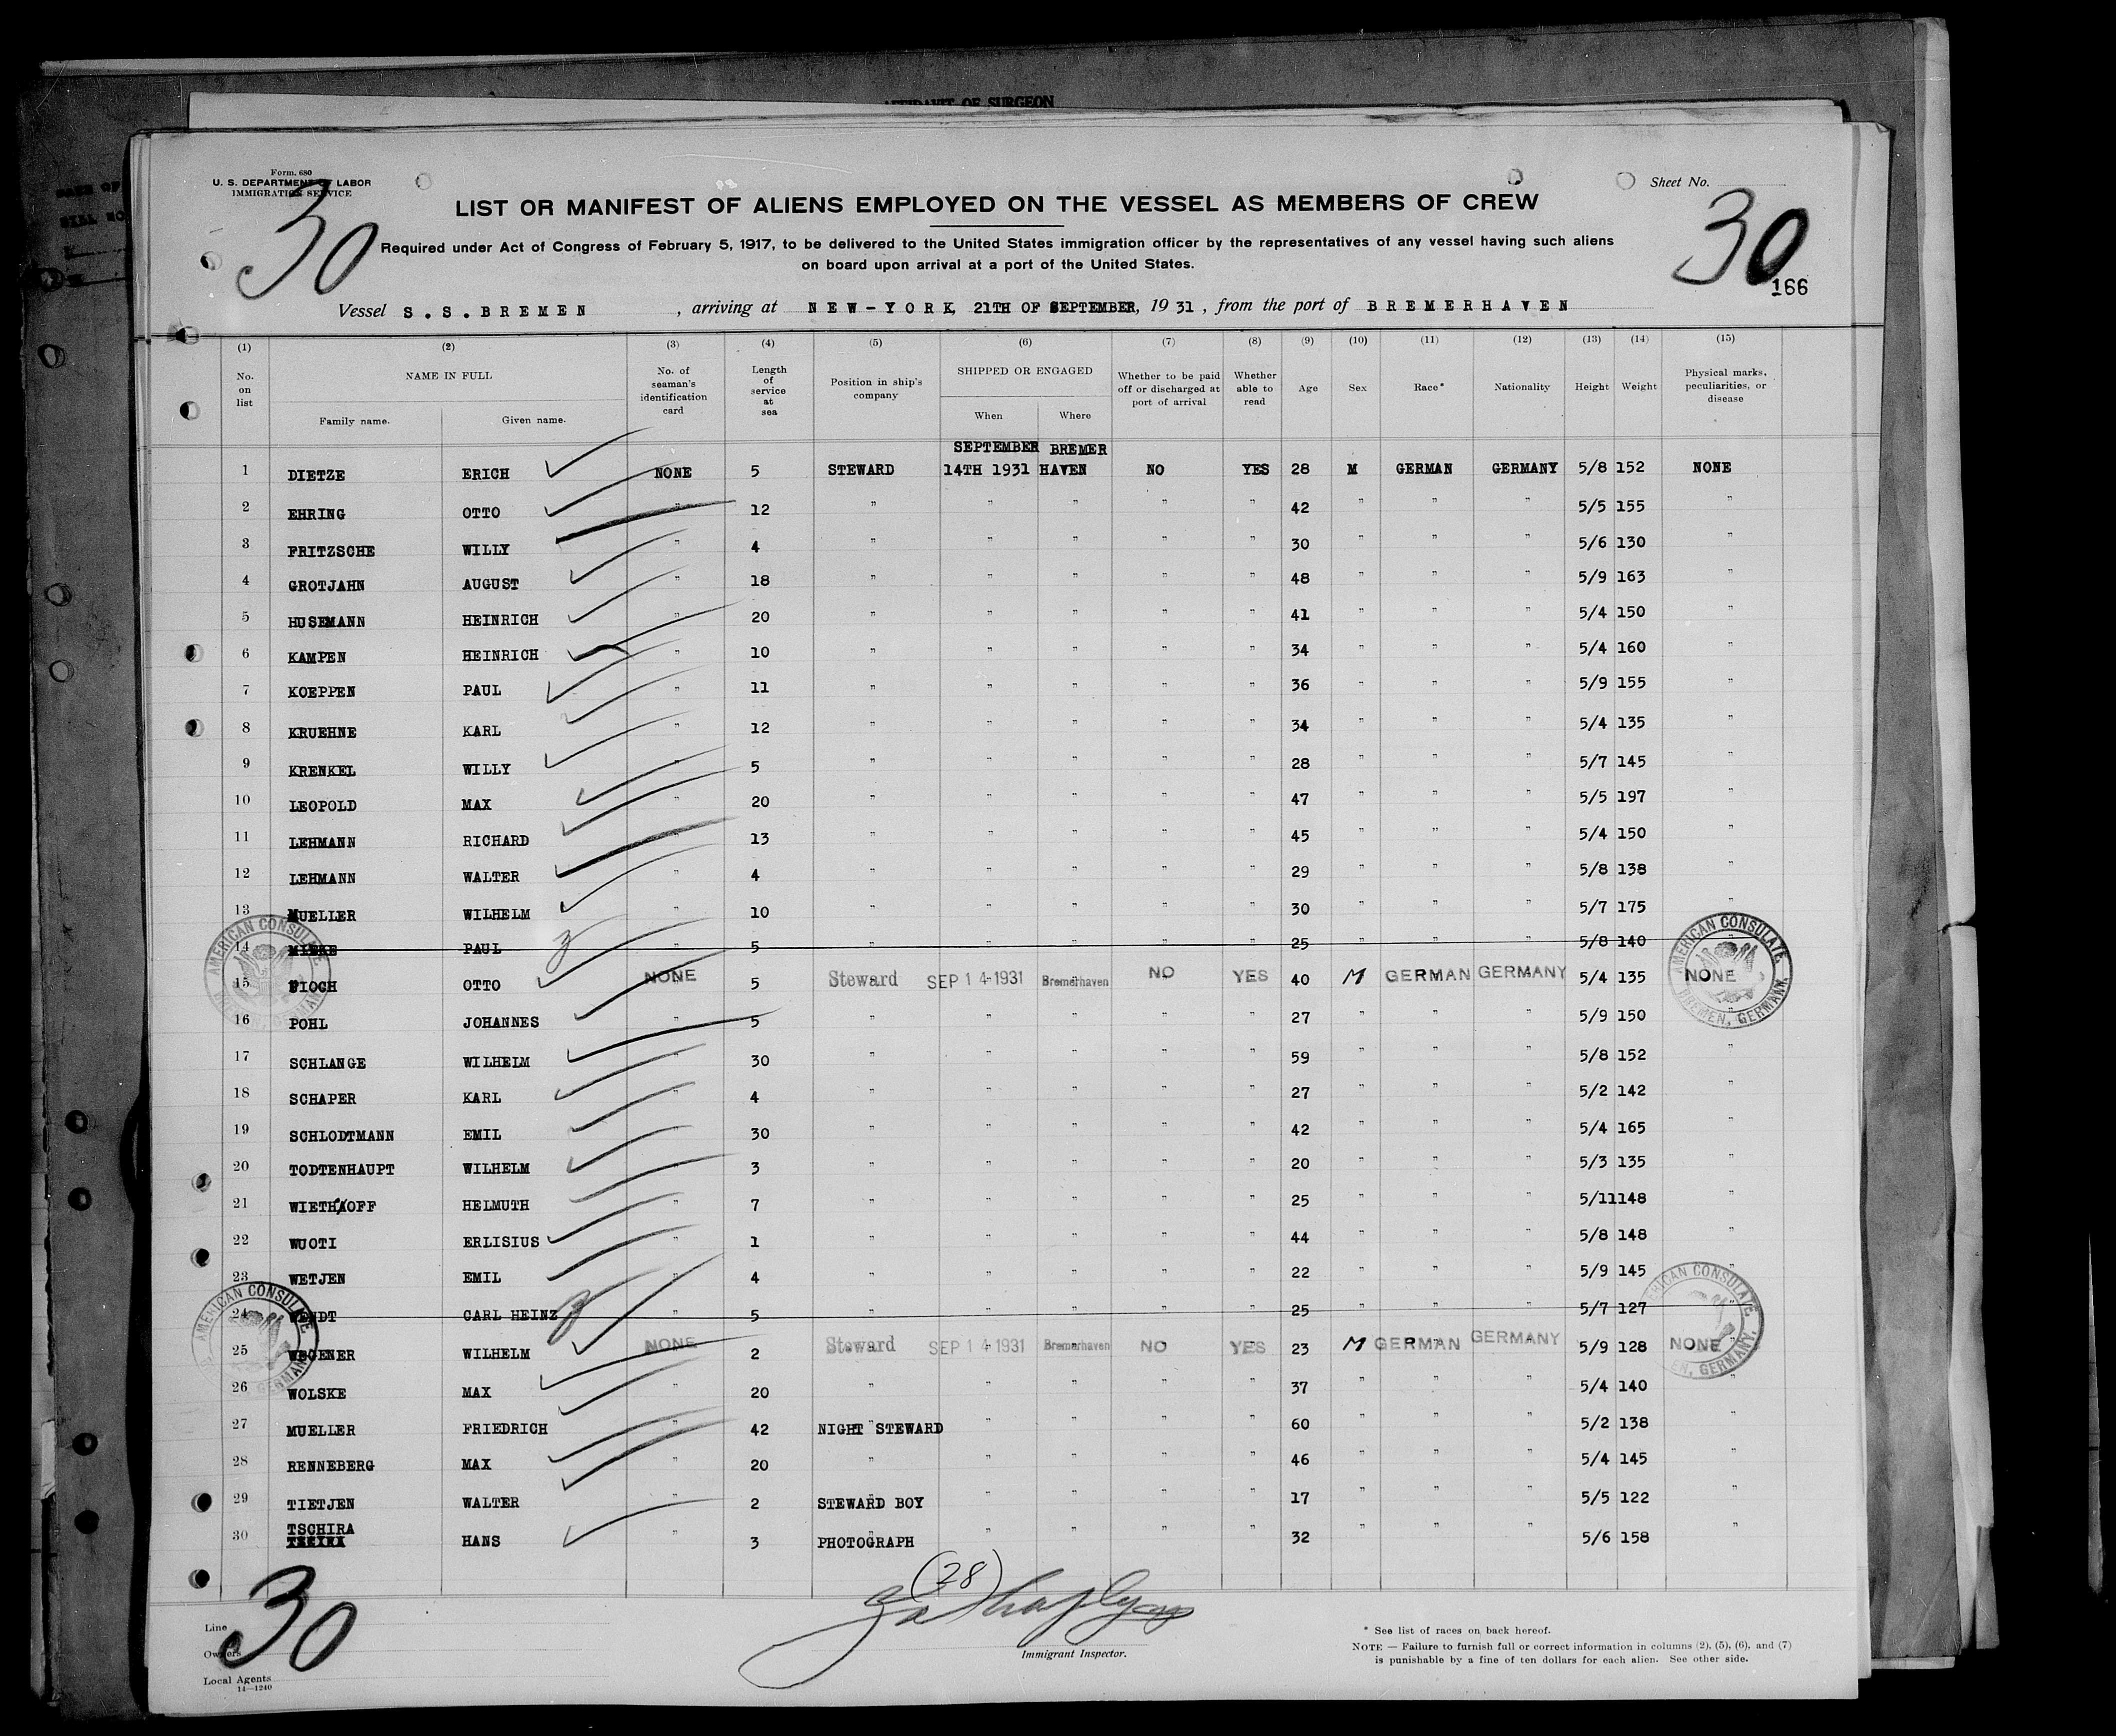 AFFIDAVIT OF SURGEON
Form. 680
U. S. DEPARTMENT OF LABOR
IMMIGRATION SERVICE
Sheet No.
30
30
LIST OR MANIFEST OF ALIENS EMPLOYED ON THE VESSEL AS MEMBERS OF CREW
Required under Act of Congress of February 5, 1917, to be delivered to the United States immigration officer by the representatives of any vessel having such aliens
on board upon arrival at a port of the United States.
166
Vessel S.S.BREMEN , arriving at NEW-YORK, 21TH OF SEPTEMBER, 1931, from the port of BREMERHAVEN
(1) (2) (3) (4) (5) (6) (7) (8) (9) (10) (11) (12) (13) (14) (15)
No. on list NAME IN FULL Family name. Given name. No. of seaman's identification card Length of service at sea Position in ship's company SHIPPED OR ENGAGED When Where Whether to be paid off or discharged at port of arrival Whether able to read Age Sex Race* Nationality Height Weight Physical marks, peculiarities, or disease
SEPTEMBER BREMER
1 DIETZE ERICH NONE 5 STEWARD 14TH 1931 HAVEN NO YES 28 M GERMAN GERMANY 5/8 152 NONE
2 EHRING OTTO " 12 " " " " " 42 " " " 5/5 155 "
3 FRITZSCHE WILLY " 4 " " " " " 30 " " " 5/6 130 "
4 GROTJAHN AUGUST " 18 " " " " " 48 " " " 5/9 163 "
5 HUSEMANN HEINRICH " 20 " " " " " 41 " " " 5/4 150 "
6 KAMPEN HEINRICH " 10 " " " " " 34 " " " 5/4 160 "
7 KOEPPEN PAUL " 11 " " " " " 36 " " " 5/9 155 "
8 KRUEHNE KARL " 12 " " " " " 34 " " " 5/4 135 "
9 KRENKEL WILLY " 5 " " " " " 28 " " " 5/7 145 "
10 LEOPOLD MAX " 20 " " " " " 47 " " " 5/5 197 "
11 LEHMANN RICHARD " 13 " " " " " 45 " " " 5/4 150 "
12 LEHMANN WALTER " 4 " " " " " 29 " " " 5/8 138 "
13 MUELLER WILHELM " 10 " " " " " 30 " " " 5/7 175 "
14 PAUL " 5 " " " " " 25 " " " 5/8 140 "
15 PIOCH OTTO NONE 5 Steward SEP 14 1931 Bremerhaven NO YES 40 M GERMAN GERMANY 5/4 135 NONE
16 POHL JOHANNES " 5 " " " " " 27 " " " 5/9 150 "
17 SCHLANGE WILHELM " 30 " " " " " 59 " " " 5/8 152 "
18 SCHAPER KARL " 4 " " " " " 27 " " " 5/2 142 "
19 SCHLODTMANN EMIL " 30 " " " " " 42 " " " 5/4 165 "
20 TODTENHAUPT WILHELM " 3 " " " " " 20 " " " 5/3 135 "
21 WIETHOFF HELMUTH " 7 " " " " " 25 " " " 5/11 148 "
22 WUOTI ERLISIUS " 1 " " " " " 44 " " " 5/8 148 "
23 WETJEN EMIL " 4 " " " " " 22 " " " 5/9 145 "
24 WENDT CARL HEINZ " 5 " " " " " 25 " " " 5/7 127 "
25 WEGENER WILHELM NONE 2 Steward SEP 14 1931 Bremerhaven NO YES 23 M GERMAN GERMANY 5/9 128 NONE
26 WOLSKE MAX " 20 " " " " " 37 " " " 5/4 140 "
27 MUELLER FRIEDRICH " 42 NIGHT STEWARD " " " " 60 " " " 5/2 138 "
28 RENNEBERG MAX " 20 " " " " " 46 " " " 5/4 145 "
29 TIETJEN WALTER " 2 STEWARD BOY " " " " 17 " " " 5/5 122 "
30 TSCHIRA HANS " 3 PHOTOGRAPH " " " " 32 " " " 5/6 158 "
AMERICAN CONSULATE BREMEN, GERMANY
AMERICAN CONSULATE BREMEN, GERMANY
AMERICAN CONSULATE, GERMANY
AMERICAN CONSULATE BREMEN, GERMANY
30
(28)
Immigrant Inspector.
Line
Owners
Local Agents
14—1240
* See list of races on back hereof.
NOTE — Failure to furnish full or correct information in columns (2), (5), (6), and (7)
is punishable by a fine of ten dollars for each alien. See other side.